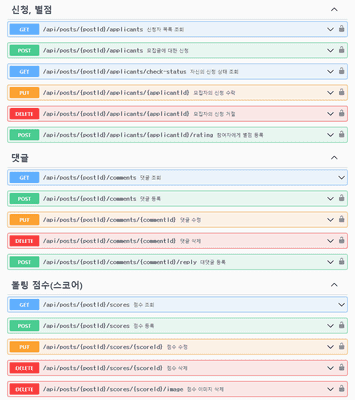 신청, 별점
GET /api/posts/{postId}/applicants 신청자 목록 조회
POST /api/posts/{postId}/applicants 모집글에 대한 신청
GET /api/posts/{postId}/applicants/check-status 자신의 신청 상태 조회
PUT /api/posts/{postId}/applicants/{applicantId} 모집자의 신청 수락
DELETE /api/posts/{postId}/applicants/{applicantId} 모집자의 신청 거절
POST /api/posts/{postId}/applicants/{applicantId}/rating 참여자에게 별점 등록
댓글
GET /api/posts/{postId}/comments 댓글 조회
POST /api/posts/{postId}/comments 댓글 등록
PUT /api/posts/{postId}/comments/{commentId} 댓글 수정
DELETE /api/posts/{postId}/comments/{commentId} 댓글 삭제
POST /api/posts/{postId}/comments/{commentId}/reply 대댓글 등록
볼링 점수(스코어)
GET /api/posts/{postId}/scores 점수 조회
POST /api/posts/{postId}/scores 점수 등록
PUT /api/posts/{postId}/scores/{scoreId} 점수 수정
DELETE /api/posts/{postId}/scores/{scoreId} 점수 삭제
DELETE /api/posts/{postId}/scores/{scoreId}/image 점수 이미지 삭제